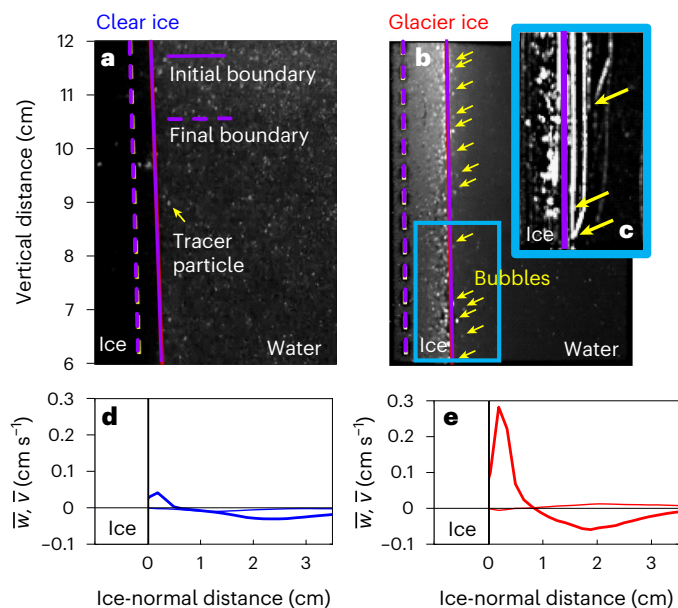 Clear ice
Glacier ice
a
b
c
Initial boundary
Final boundary
Tracer
particle
Bubbles
Ice
Water
Ice
Water
Ice
Vertical distance (cm)
12
11
10
9
8
7
6
d
e
w̅, v̅ (cm s⁻¹)
0.3
0.2
0.1
0
−0.1
Ice
0
1
2
3
Ice-normal distance (cm)
w̅, v̅ (cm s⁻¹)
0.3
0.2
0.1
0
−0.1
Ice
0
1
2
3
Ice-normal distance (cm)